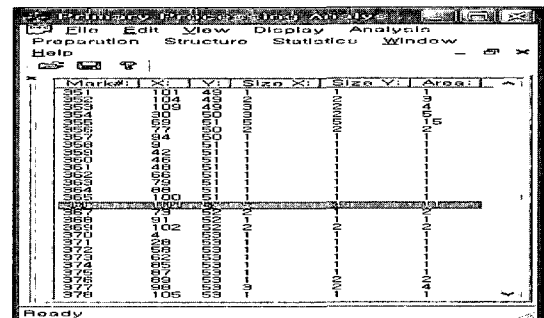 File Edit View Display Analysis
Preparution Structure Statistics Window
Help
Mark#: X: Y: Size X: Size Y: Area:
351 101 49 1 1 1
352 104 49 2 2 3
353 109 49 3 2 4
354 30 50 3 2 5
355 69 51 5 5 15
356 77 50 2 2 2
357 94 50 1 1 1
358 9 51 1 1 1
359 42 51 1 1 1
360 46 51 1 1 1
361 48 51 1 1 1
362 66 51 1 1 1
363 79 51 1 1 1
364 88 51 1 1 1
365 100 51 1 1 1
367 73 52 2 1 2
368 91 52 1 1 1
369 102 52 2 2 2
370 4 53 1 1 1
371 28 53 1 1 1
372 56 53 1 1 1
373 62 53 1 1 1
374 85 53 1 1 1
375 87 53 1 1 1
376 89 53 1 2 2
377 98 53 3 2 4
378 105 53 1 1 1
Ready